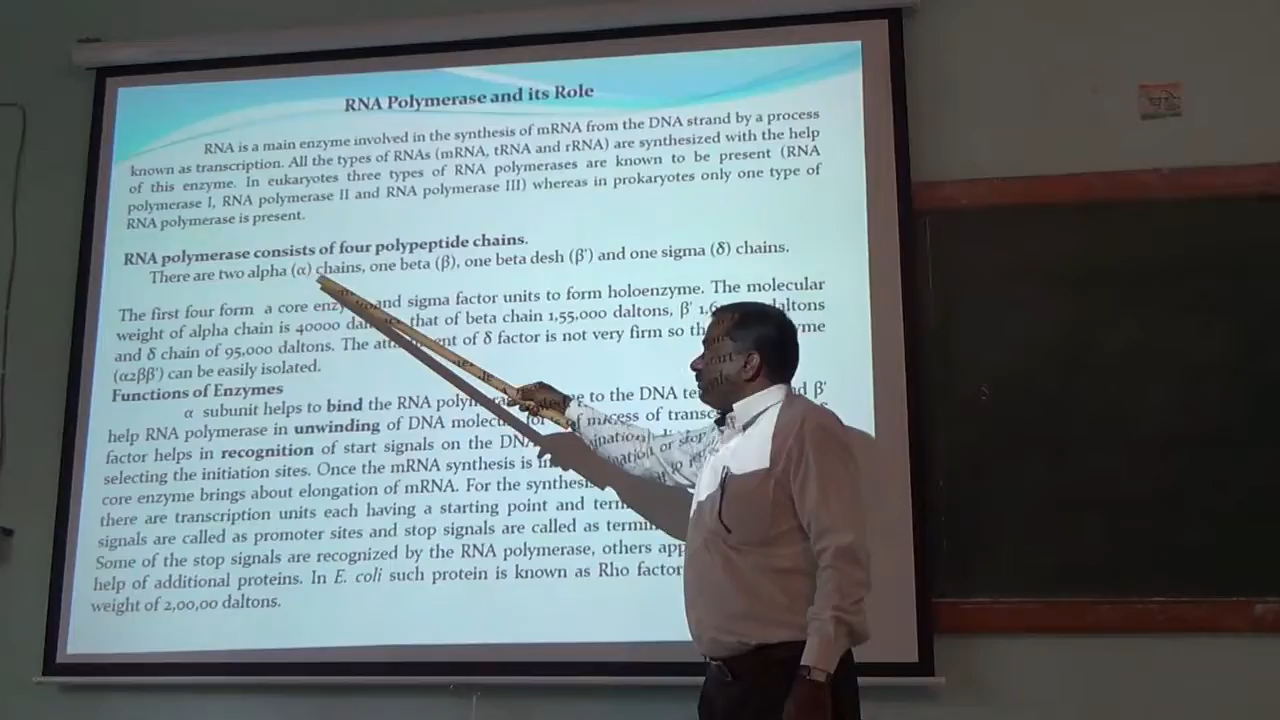 RNA Polymerase and its Role
RNA is a main enzyme involved in the synthesis of mRNA from the DNA strand by a process
known as transcription. All the types of RNAs (mRNA, tRNA and rRNA) are synthesized with the help
of this enzyme. In eukaryotes three types of RNA polymerases are known to be present (RNA
polymerase I, RNA polymerase II and RNA polymerase III) whereas in prokaryotes only one type of
RNA polymerase is present.
RNA polymerase consists of four polypeptide chains.
There are two alpha (α) chains, one beta (β), one beta desh (β') and one sigma (δ) chains.
The first four form a core and sigma factor units to form holoenzyme. The molecular
weight of alpha chain is 40000 that of beta chain 1,55,000 daltons, β'
and δ chain of 95,000 daltons. The of δ factor is not very firm so
(α2ββ') can be easily isolated.
Functions of Enzymes
α subunit helps to bind the RNA to the DNA β'
help RNA polymerase in unwinding of DNA of
factor helps in recognition of start signals on the DNA
selecting the initiation sites. Once the mRNA synthesis is
core enzyme brings about elongation of mRNA. For the
there are transcription units each having a starting point and
signals are called as promoter sites and stop signals are called as
Some of the stop signals are recognized by the RNA polymerase, others
help of additional proteins. In E. coli such protein is known as Rho factor
weight of 2,00,00 daltons.